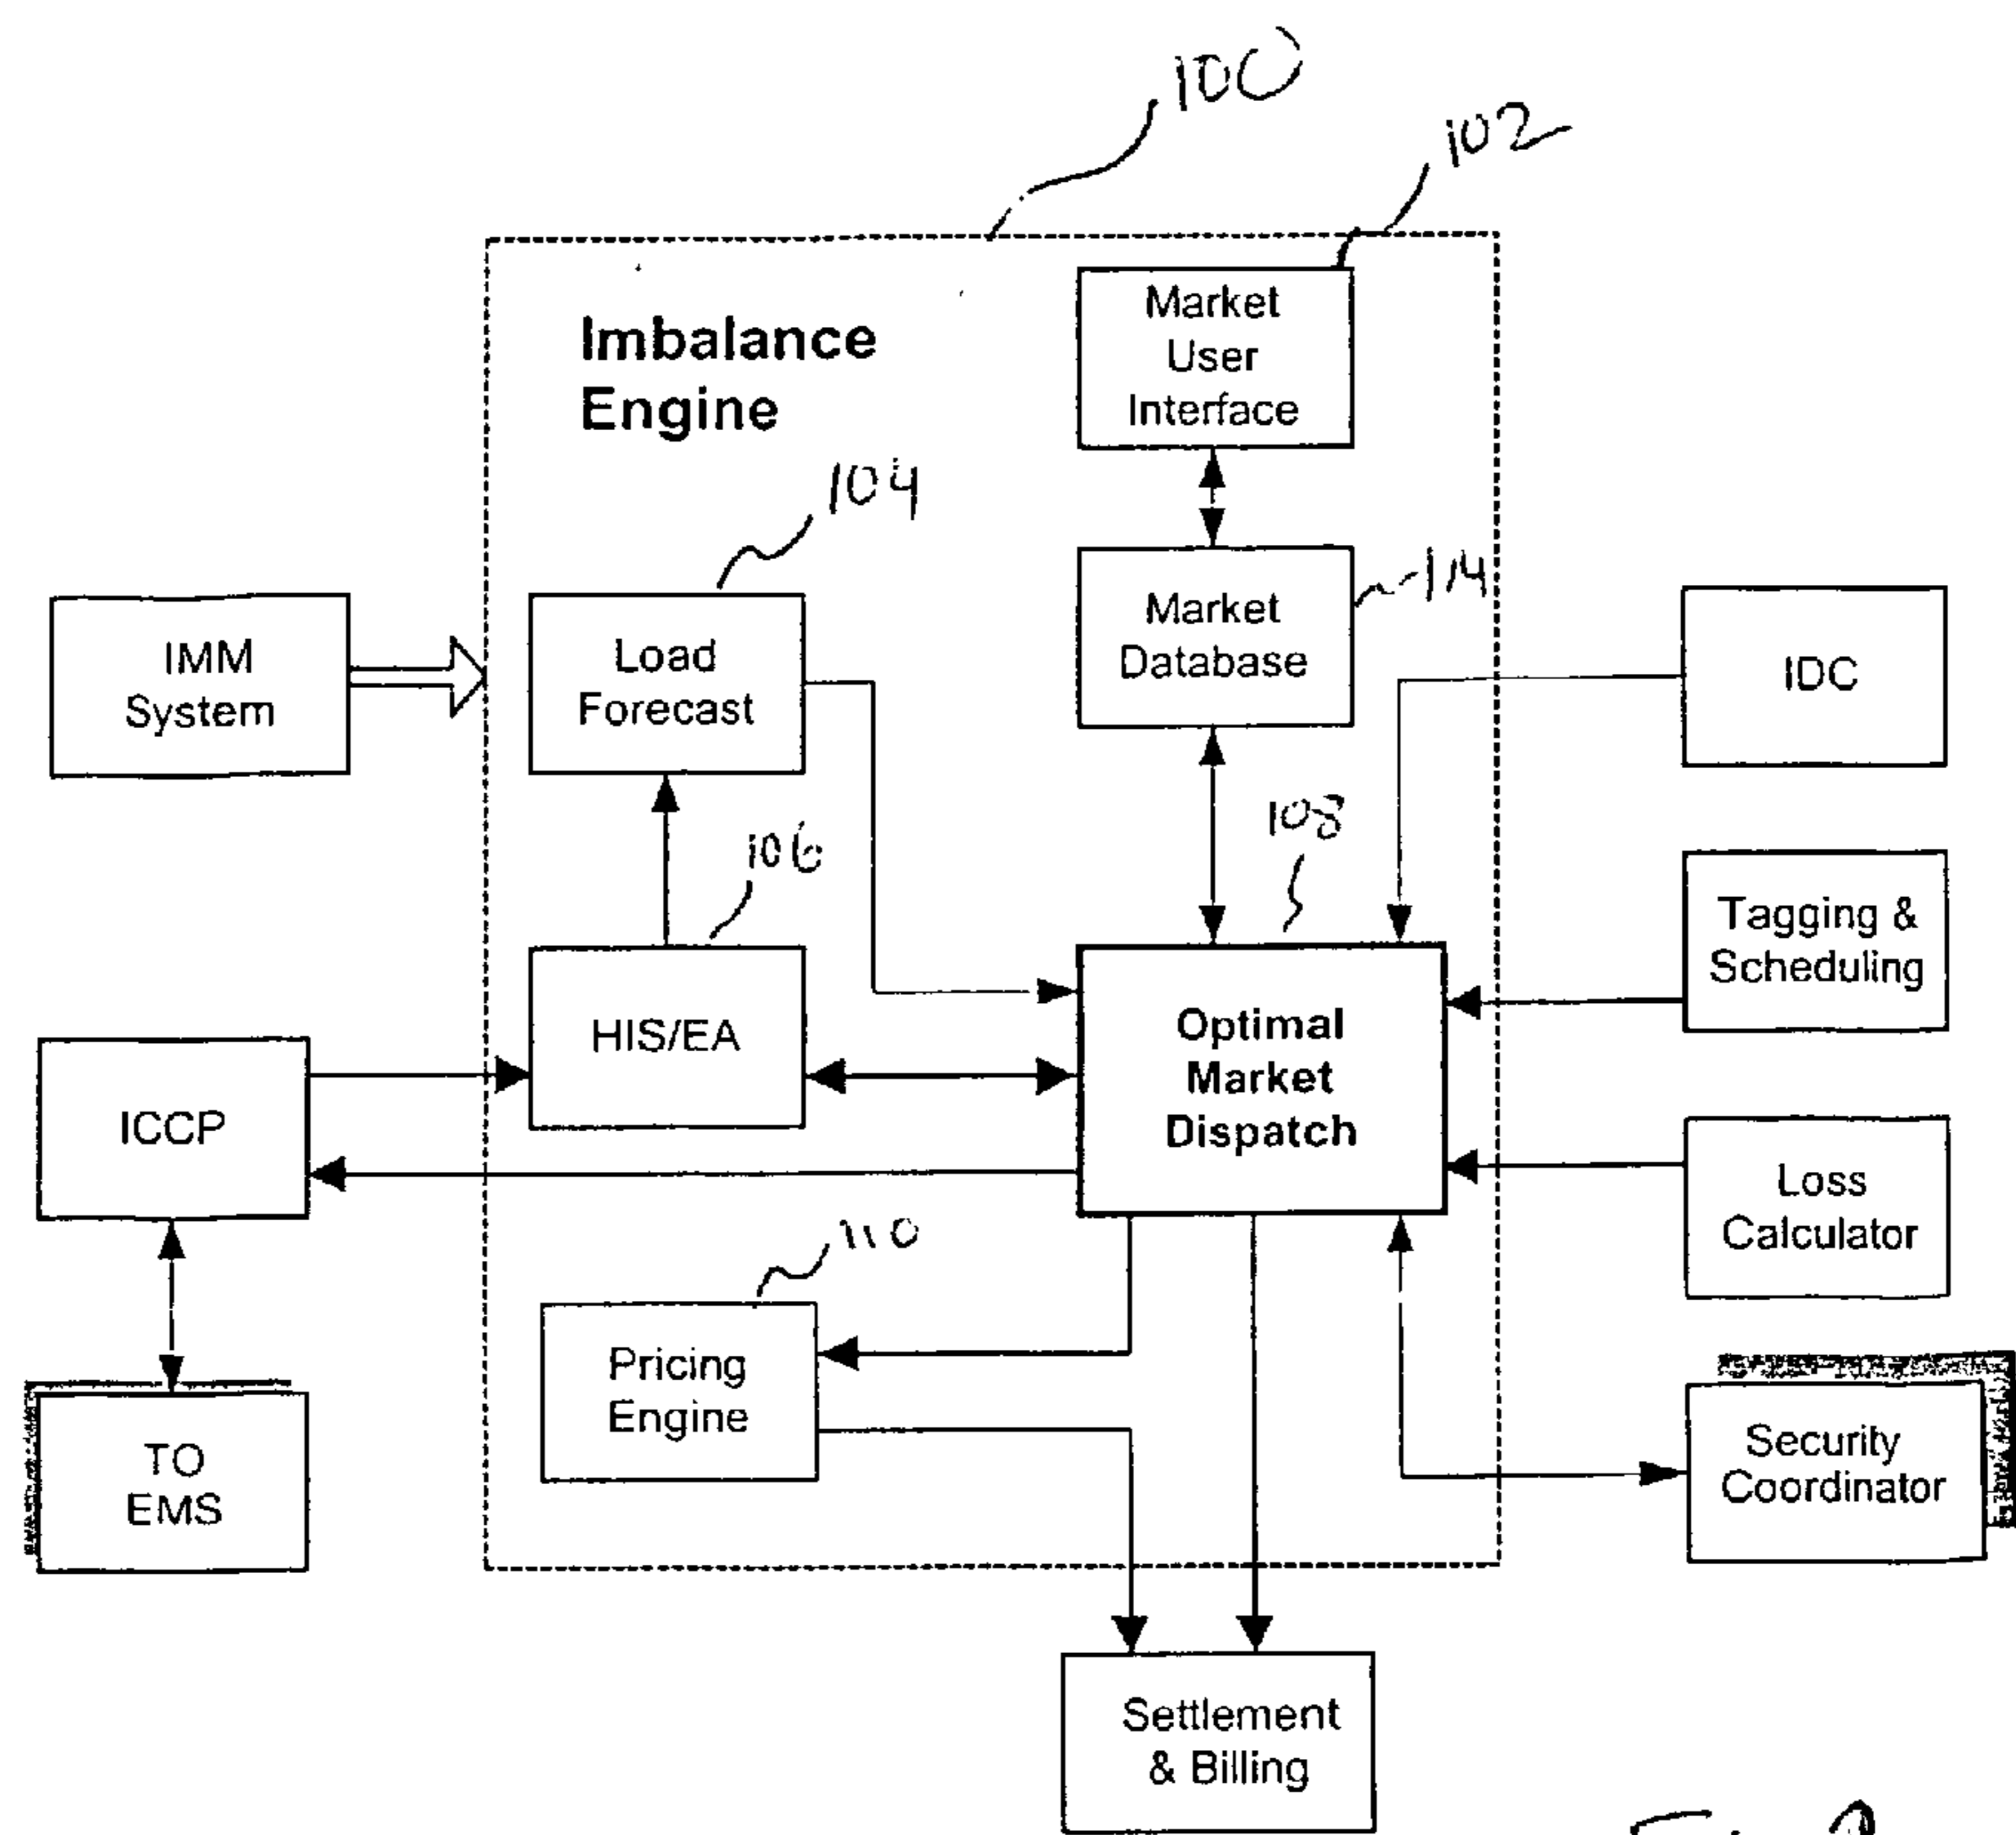 100
102
Imbalance
Engine
Market
User
Interface
104
114
IMM
System
Load
Forecast
Market
Database
IDC
106
108
HIS/EA
Optimal
Market
Dispatch
Tagging &
Scheduling
ICCP
Loss
Calculator
110
Pricing
Engine
TO
EMS
Security
Coordinator
Settlement
& Billing